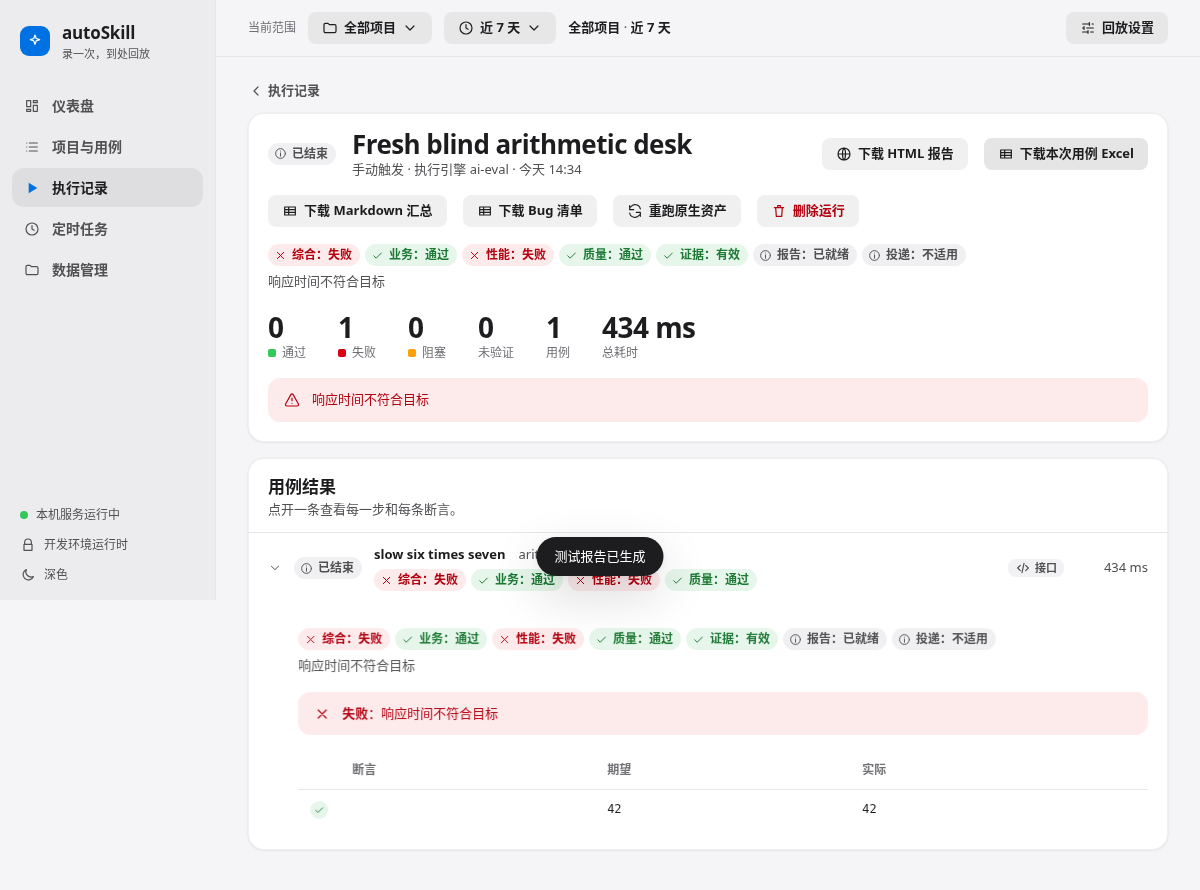 autoSkill
录一次，到处回放
仪表盘
项目与用例
执行记录
定时任务
数据管理
本机服务运行中
开发环境运行时
深色
当前范围 全部项目 近 7 天 全部项目 · 近 7 天 回放设置
执行记录
已结束 Fresh blind arithmetic desk
手动触发 · 执行引擎 ai-eval · 今天 14:34
下载 HTML 报告 下载本次用例 Excel
下载 Markdown 汇总 下载 Bug 清单 重跑原生资产 删除运行
综合：失败 业务：通过 性能：失败 质量：通过 证据：有效 报告：已就绪 投递：不适用
响应时间不符合目标
0 1 0 0 1 434 ms
通过 失败 阻塞 未验证 用例 总耗时
响应时间不符合目标
用例结果
点开一条查看每一步和每条断言。
测试报告已生成
slow six times seven
已结束 接口 434 ms
综合：失败 业务：通过 性能：失败 质量：通过
综合：失败 业务：通过 性能：失败 质量：通过 证据：有效 报告：已就绪 投递：不适用
响应时间不符合目标
失败：响应时间不符合目标
断言 期望 实际
42 42